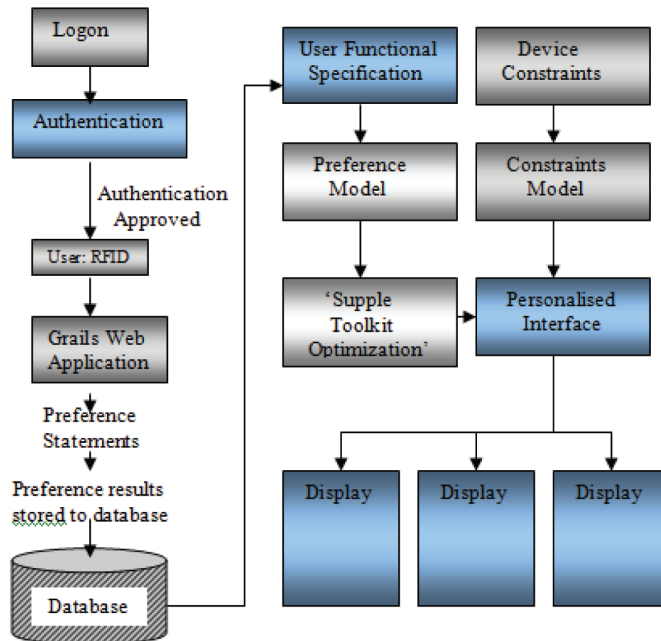 Logon
Authentication
Authentication
Approved
User: RFID
Grails Web
Application
Preference
Statements
Preference results
stored to database
Database
User Functional
Specification
Device
Constraints
Preference
Model
Constraints
Model
‘Supple
Toolkit
Optimization’
Personalised
Interface
Display
Display
Display